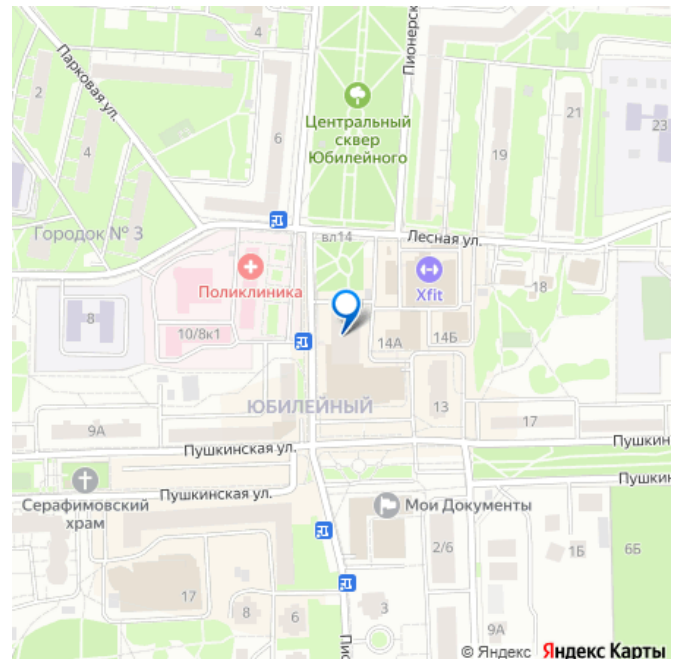 4
Парковая ул.
2
4
6
Пионерск
Центральный
сквер
Юбилейного
21
23
19
Городок № 3
вл14
Лесная ул.
Поликлиника
Xfit
18
8
10/8к1
14А
14Б
ЮБИЛЕЙНЫЙ
13
17
9А
Пушкинская ул.
Пушкин
Серафимовский
храм
Пушкинская ул.
Пушки
Мои Документы
2/6
1Б
6Б
17
8
6
3
9А
Пио
© Яндекс Яндекс Карты